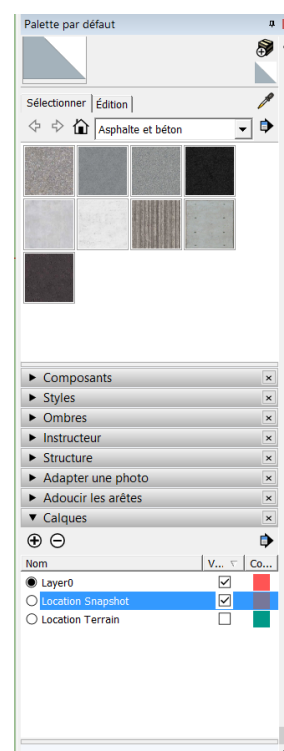 Palette par défaut
Sélectionner Édition
Asphalte et béton
Composants
Styles
Ombres
Instructeur
Structure
Adapter une photo
Adoucir les arêtes
Calques
Nom V... Co...
Layer0
Location Snapshot
Location Terrain